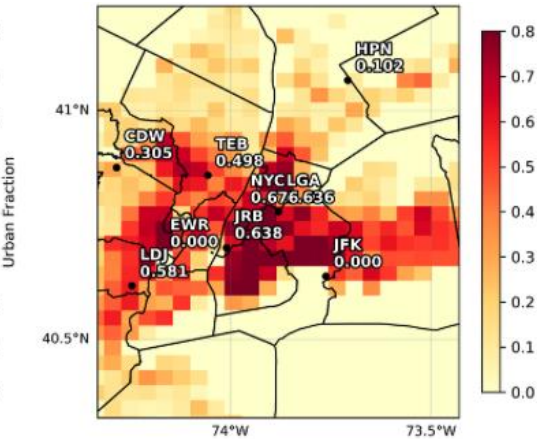 Urban Fraction
41°N
40.5°N
74°W
73.5°W
HPN
0.102
CDW
0.305
TEB
0.498
NYCLGA
0.676.636
JRB
0.638
EWR
0.000
LDJ
0.581
JFK
0.000
0.8
0.7
0.6
0.5
0.4
0.3
0.2
0.1
0.0